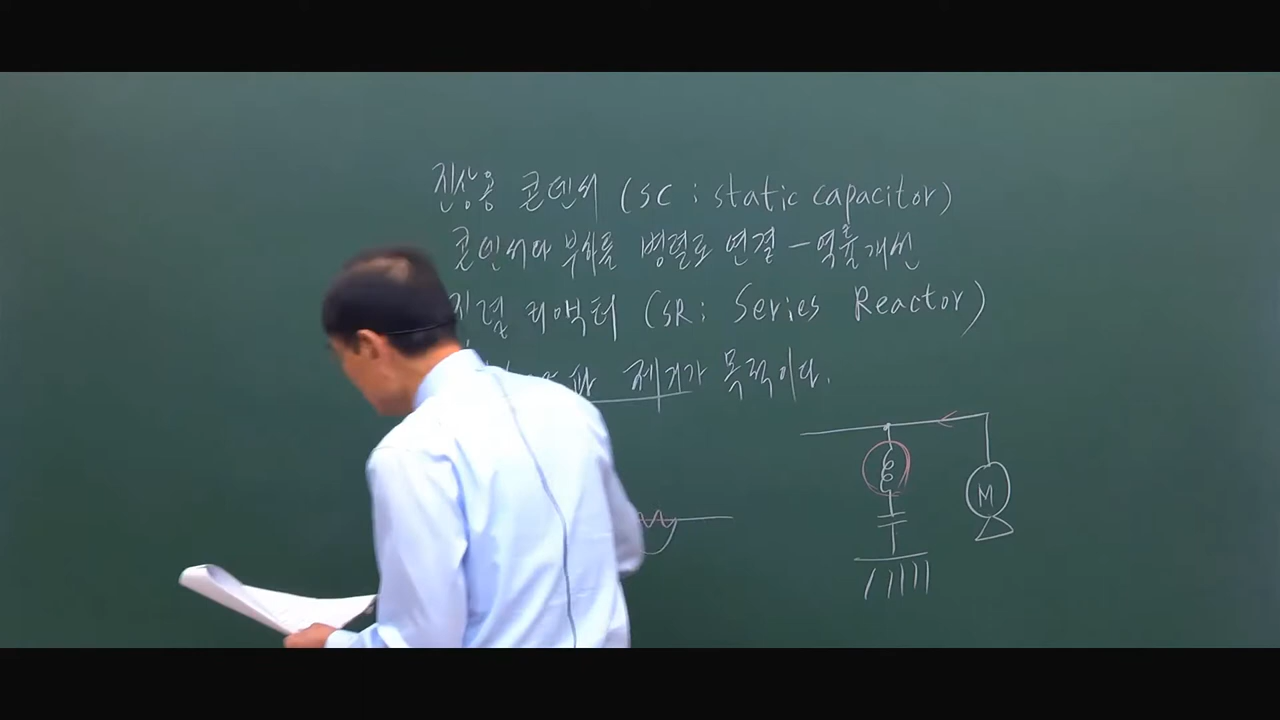 진상용 콘덴서 (SC : static capacitor)
콘덴서와 부하를 병렬로 연결 - 역률개선
직렬 리액터 (SR : Series Reactor)
제거가 목적이다.
M